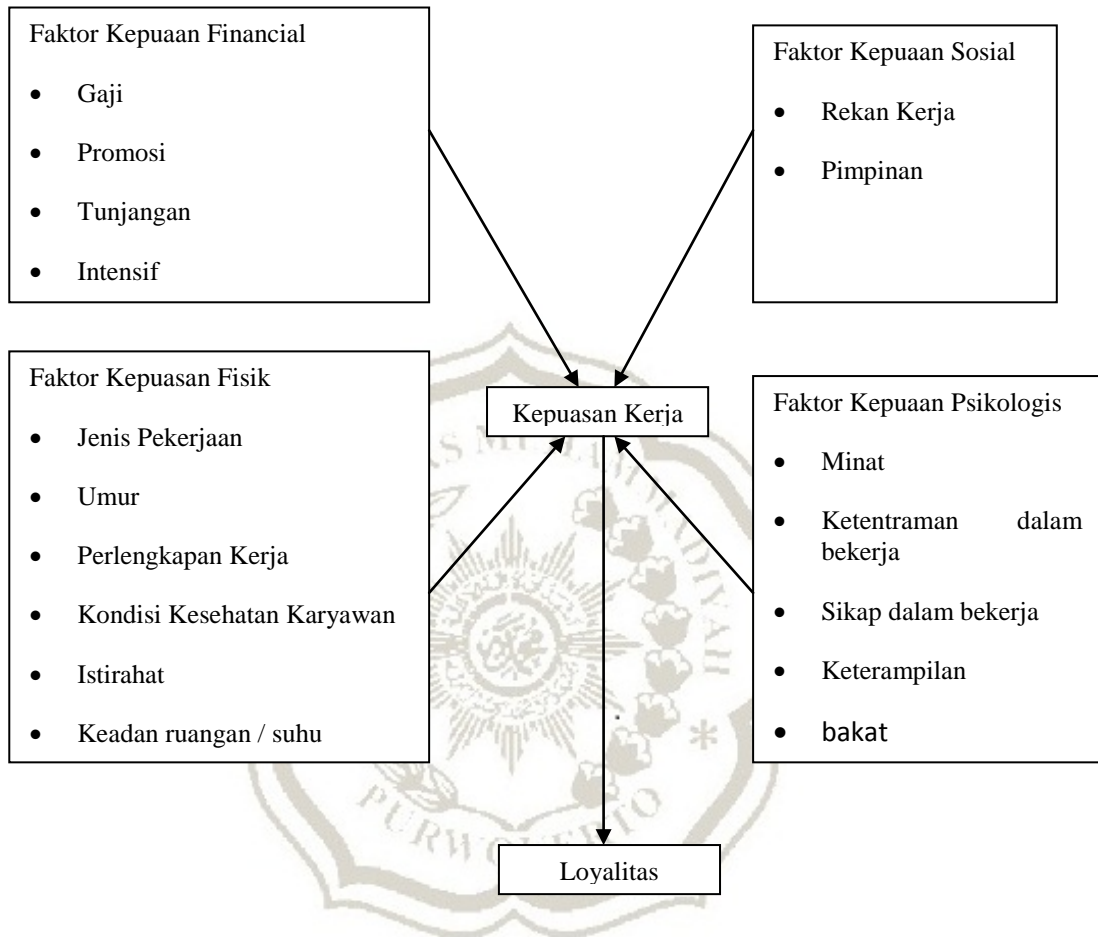 Faktor Kepuaan Financial
• Gaji
• Promosi
• Tunjangan
• Intensif
Faktor Kepuaan Sosial
• Rekan Kerja
• Pimpinan
Faktor Kepuasan Fisik
• Jenis Pekerjaan
• Umur
• Perlengkapan Kerja
• Kondisi Kesehatan Karyawan
• Istirahat
• Keadan ruangan / suhu
Kepuasan Kerja
Faktor Kepuaan Psikologis
• Minat
• Ketentraman dalam
bekerja
• Sikap dalam bekerja
• Keterampilan
• bakat
Loyalitas
PURWOKERTO